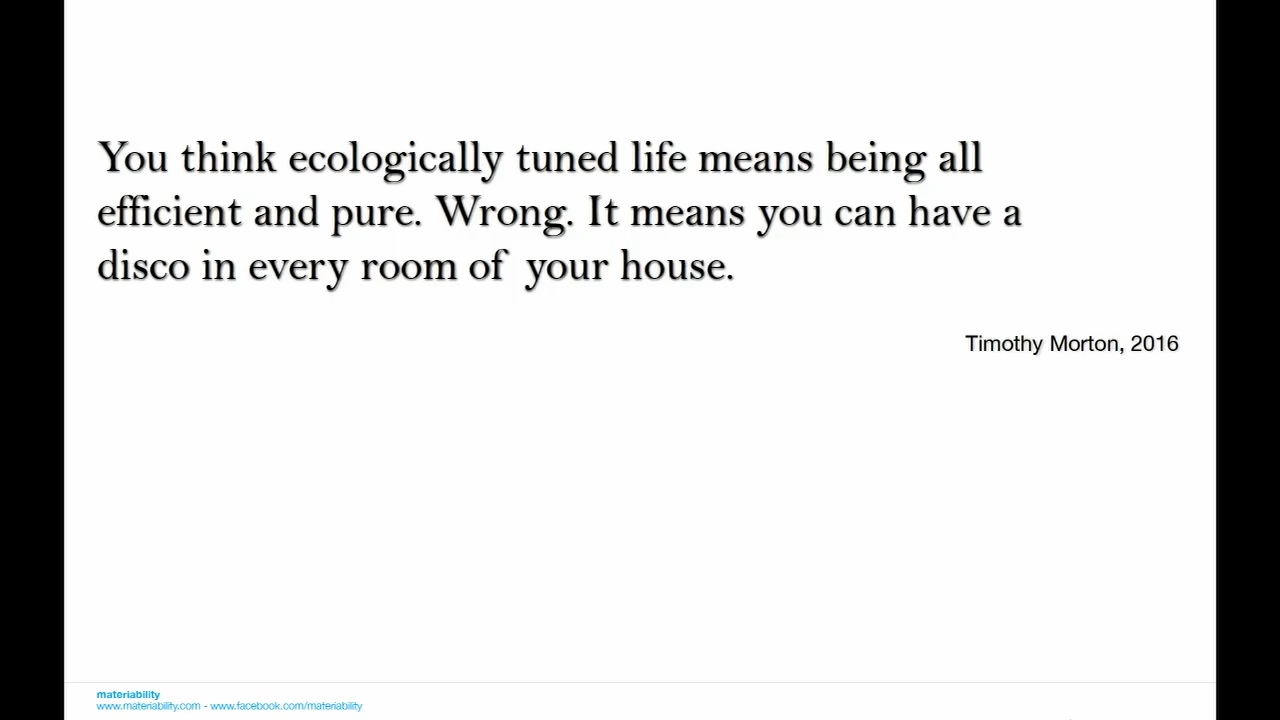 You think ecologically tuned life means being all
efficient and pure. Wrong. It means you can have a
disco in every room of your house.
Timothy Morton, 2016
materiability
www.materiability.com - www.facebook.com/materiability